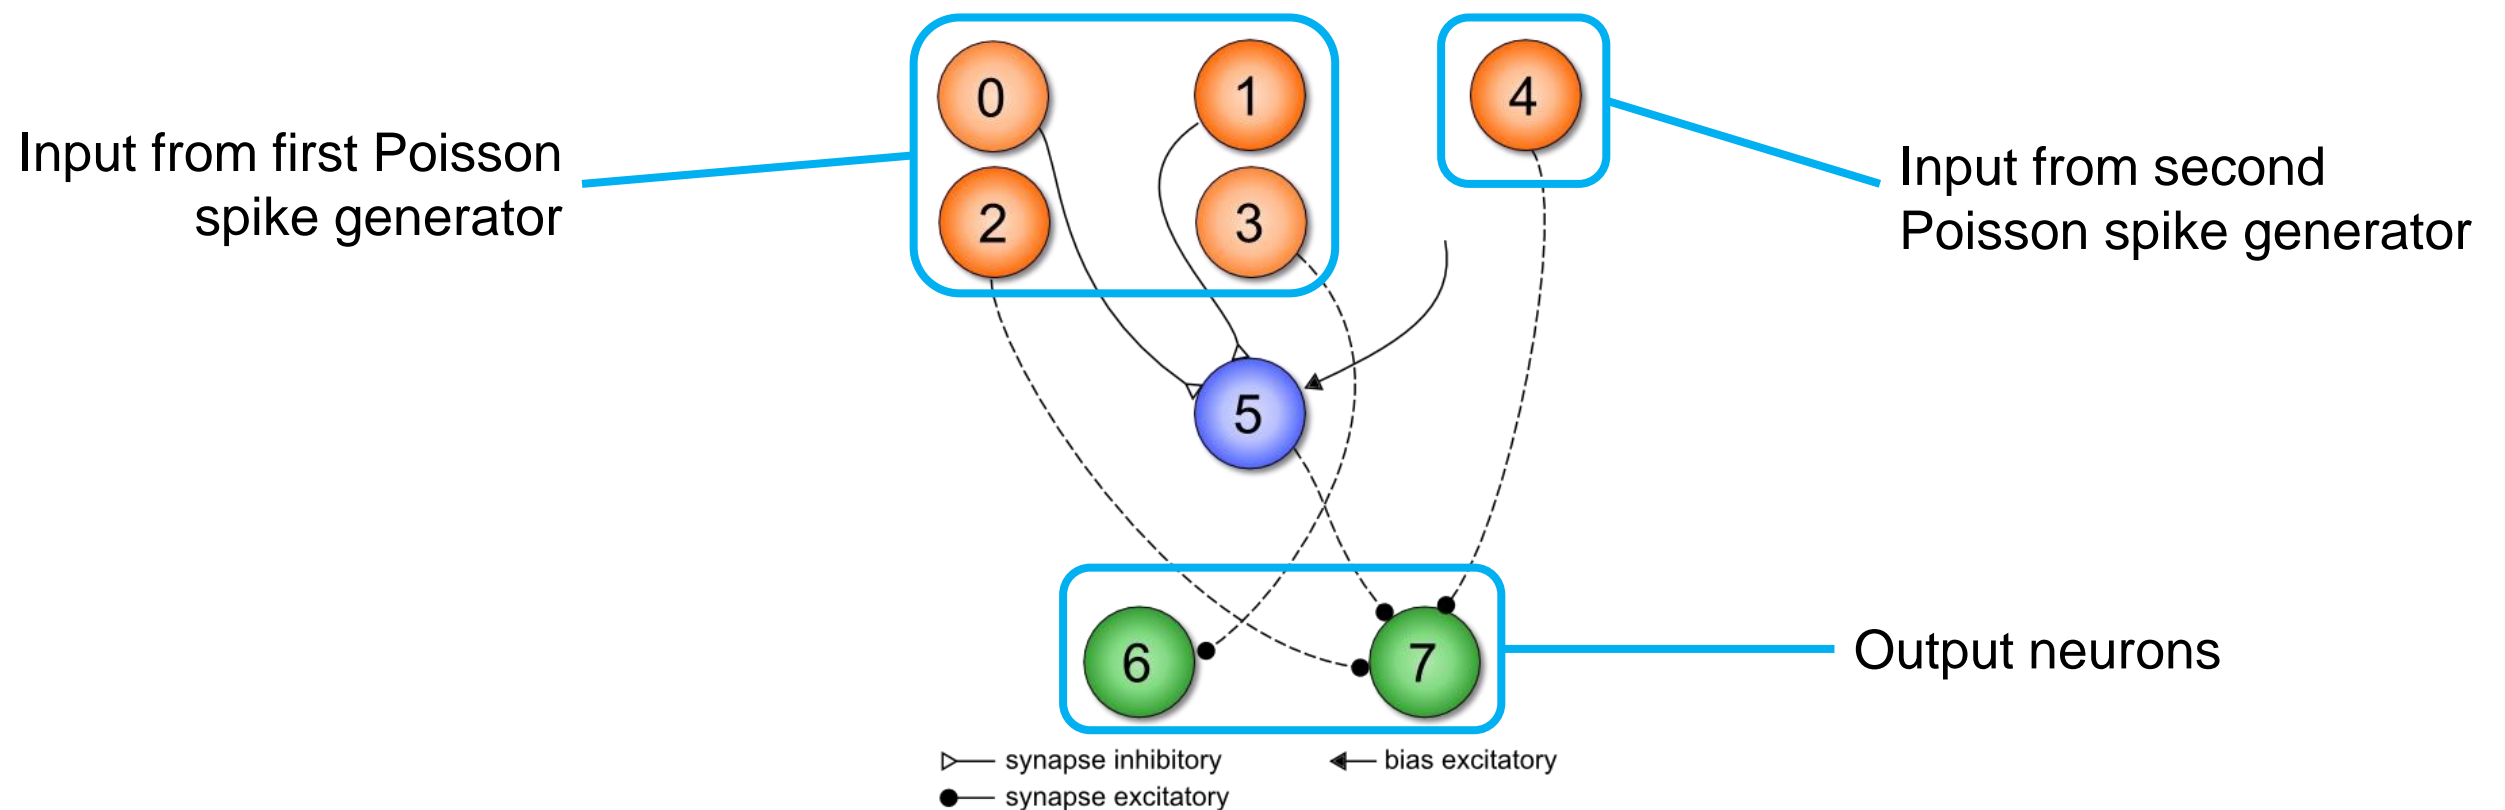 0
1
4
Input from first Poisson
spike generator
2
3
Input from second
Poisson spike generator
5
6
7
Output neurons
synapse inhibitory
bias excitatory
synapse excitatory